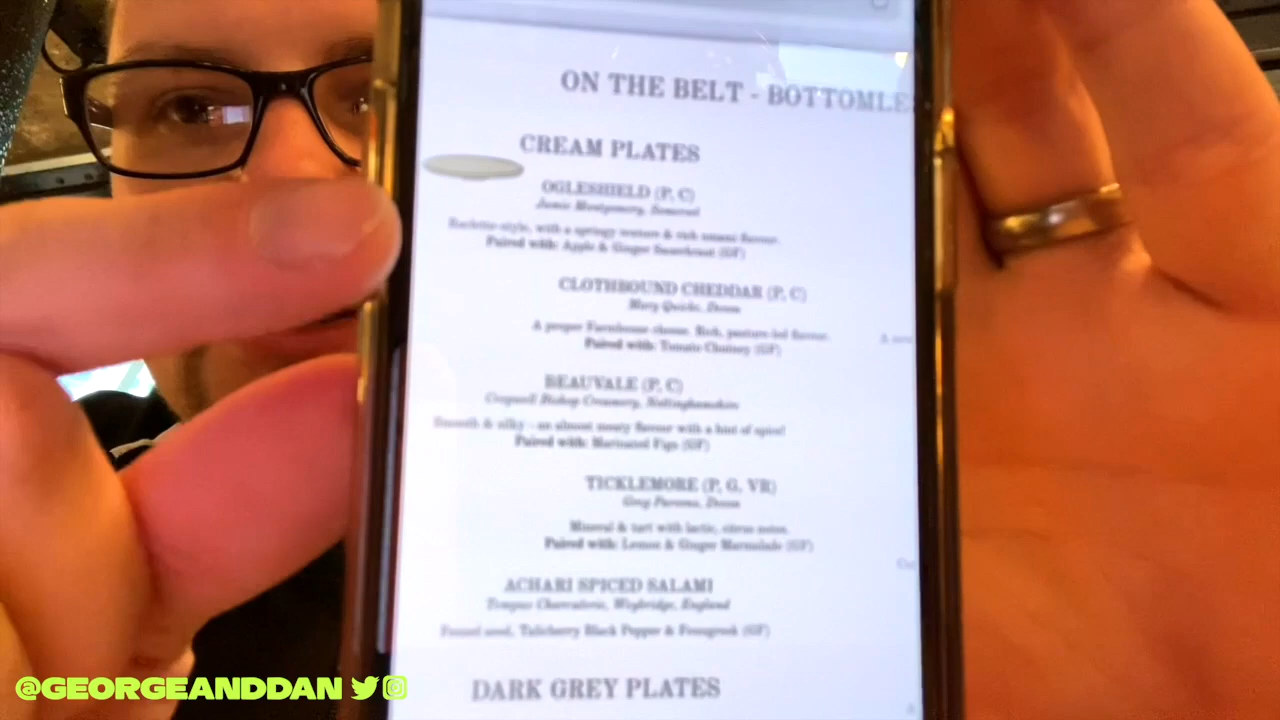 ON THE BELT - BOTTOMLE
CREAM PLATES
OGLESHIELD (P, C)
Jamie Montgomery, Somerset
Raclette-style, with a springy texture & rich umami flavour.
Paired with: Apple & Ginger Sauerkraut (GF)
CLOTHBOUND CHEDDAR (P, C)
Mary Quicke, Devon
A proper Farmhouse cheese. Rich, pasture-led flavour.
Paired with: Tomato Chutney (GF)
BEAUVALE (P, C)
Cropwell Bishop Creamery, Nottinghamshire
Smooth & silky - an almost meaty flavour with a hint of spice!
Paired with: Marinated Figs (GF)
TICKLEMORE (P, G, VR)
Greg Parsons, Devon
Mineral & tart with lactic, citrus notes.
Paired with: Lemon & Ginger Marmalade (GF)
ACHARI SPICED SALAMI
Tempus Charcuterie, Weybridge, England
Fennel seed, Tellicherry Black Pepper & Fenugreek (GF)
DARK GREY PLATES
@GEORGEANDDAN